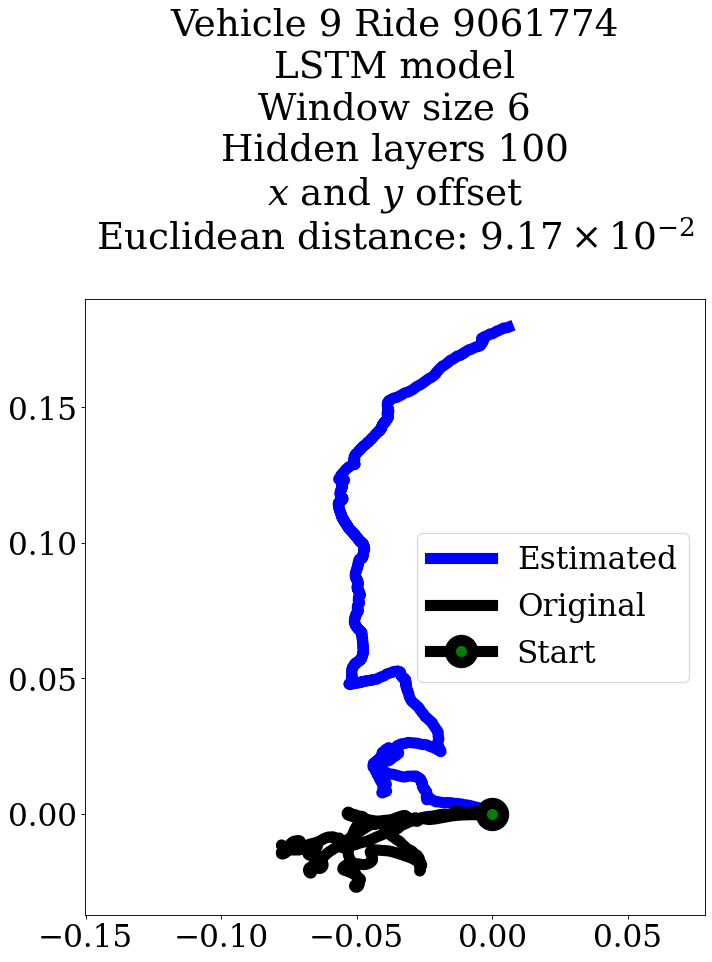 Vehicle 9 Ride 9061774
LSTM model
Window size 6
Hidden layers 100
x and y offset
Euclidean distance: 9.17 × 10⁻²
0.15
0.10
0.05
0.00
Estimated
Original
Start
−0.15 −0.10 −0.05 0.00 0.05